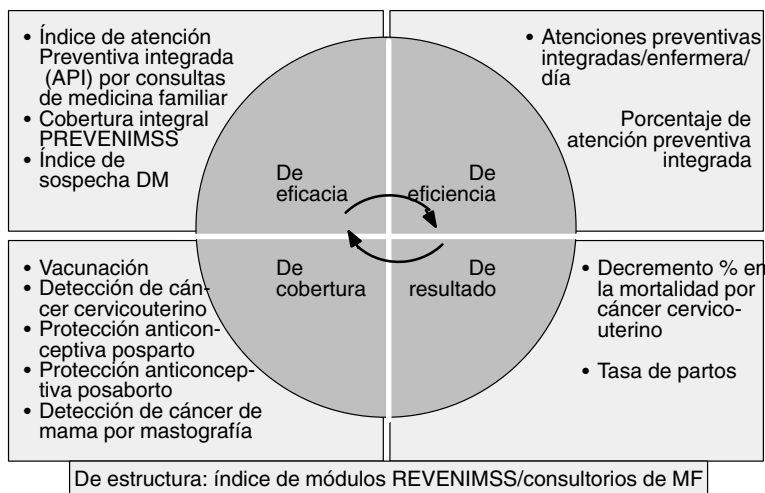 • Índice de atención
Preventiva integrada
(API) por consultas
de medicina familiar
• Cobertura integral
PREVENIMSS
• Índice de
sospecha DM
• Atenciones preventivas
integradas/enfermera/
día
Porcentaje de
atención preventiva
integrada
De
eficacia
De
eficiencia
• Vacunación
• Detección de cán-
cer cervicouterino
• Protección anticon-
ceptiva posparto
• Protección anticoncep-
tiva posaborto
• Detección de cáncer de
mama por mastografía
De
cobertura
De
resultado
• Decremento % en
la mortalidad por
cáncer cervico-
uterino
• Tasa de partos
De estructura: índice de módulos REVENIMSS/consultorios de MF